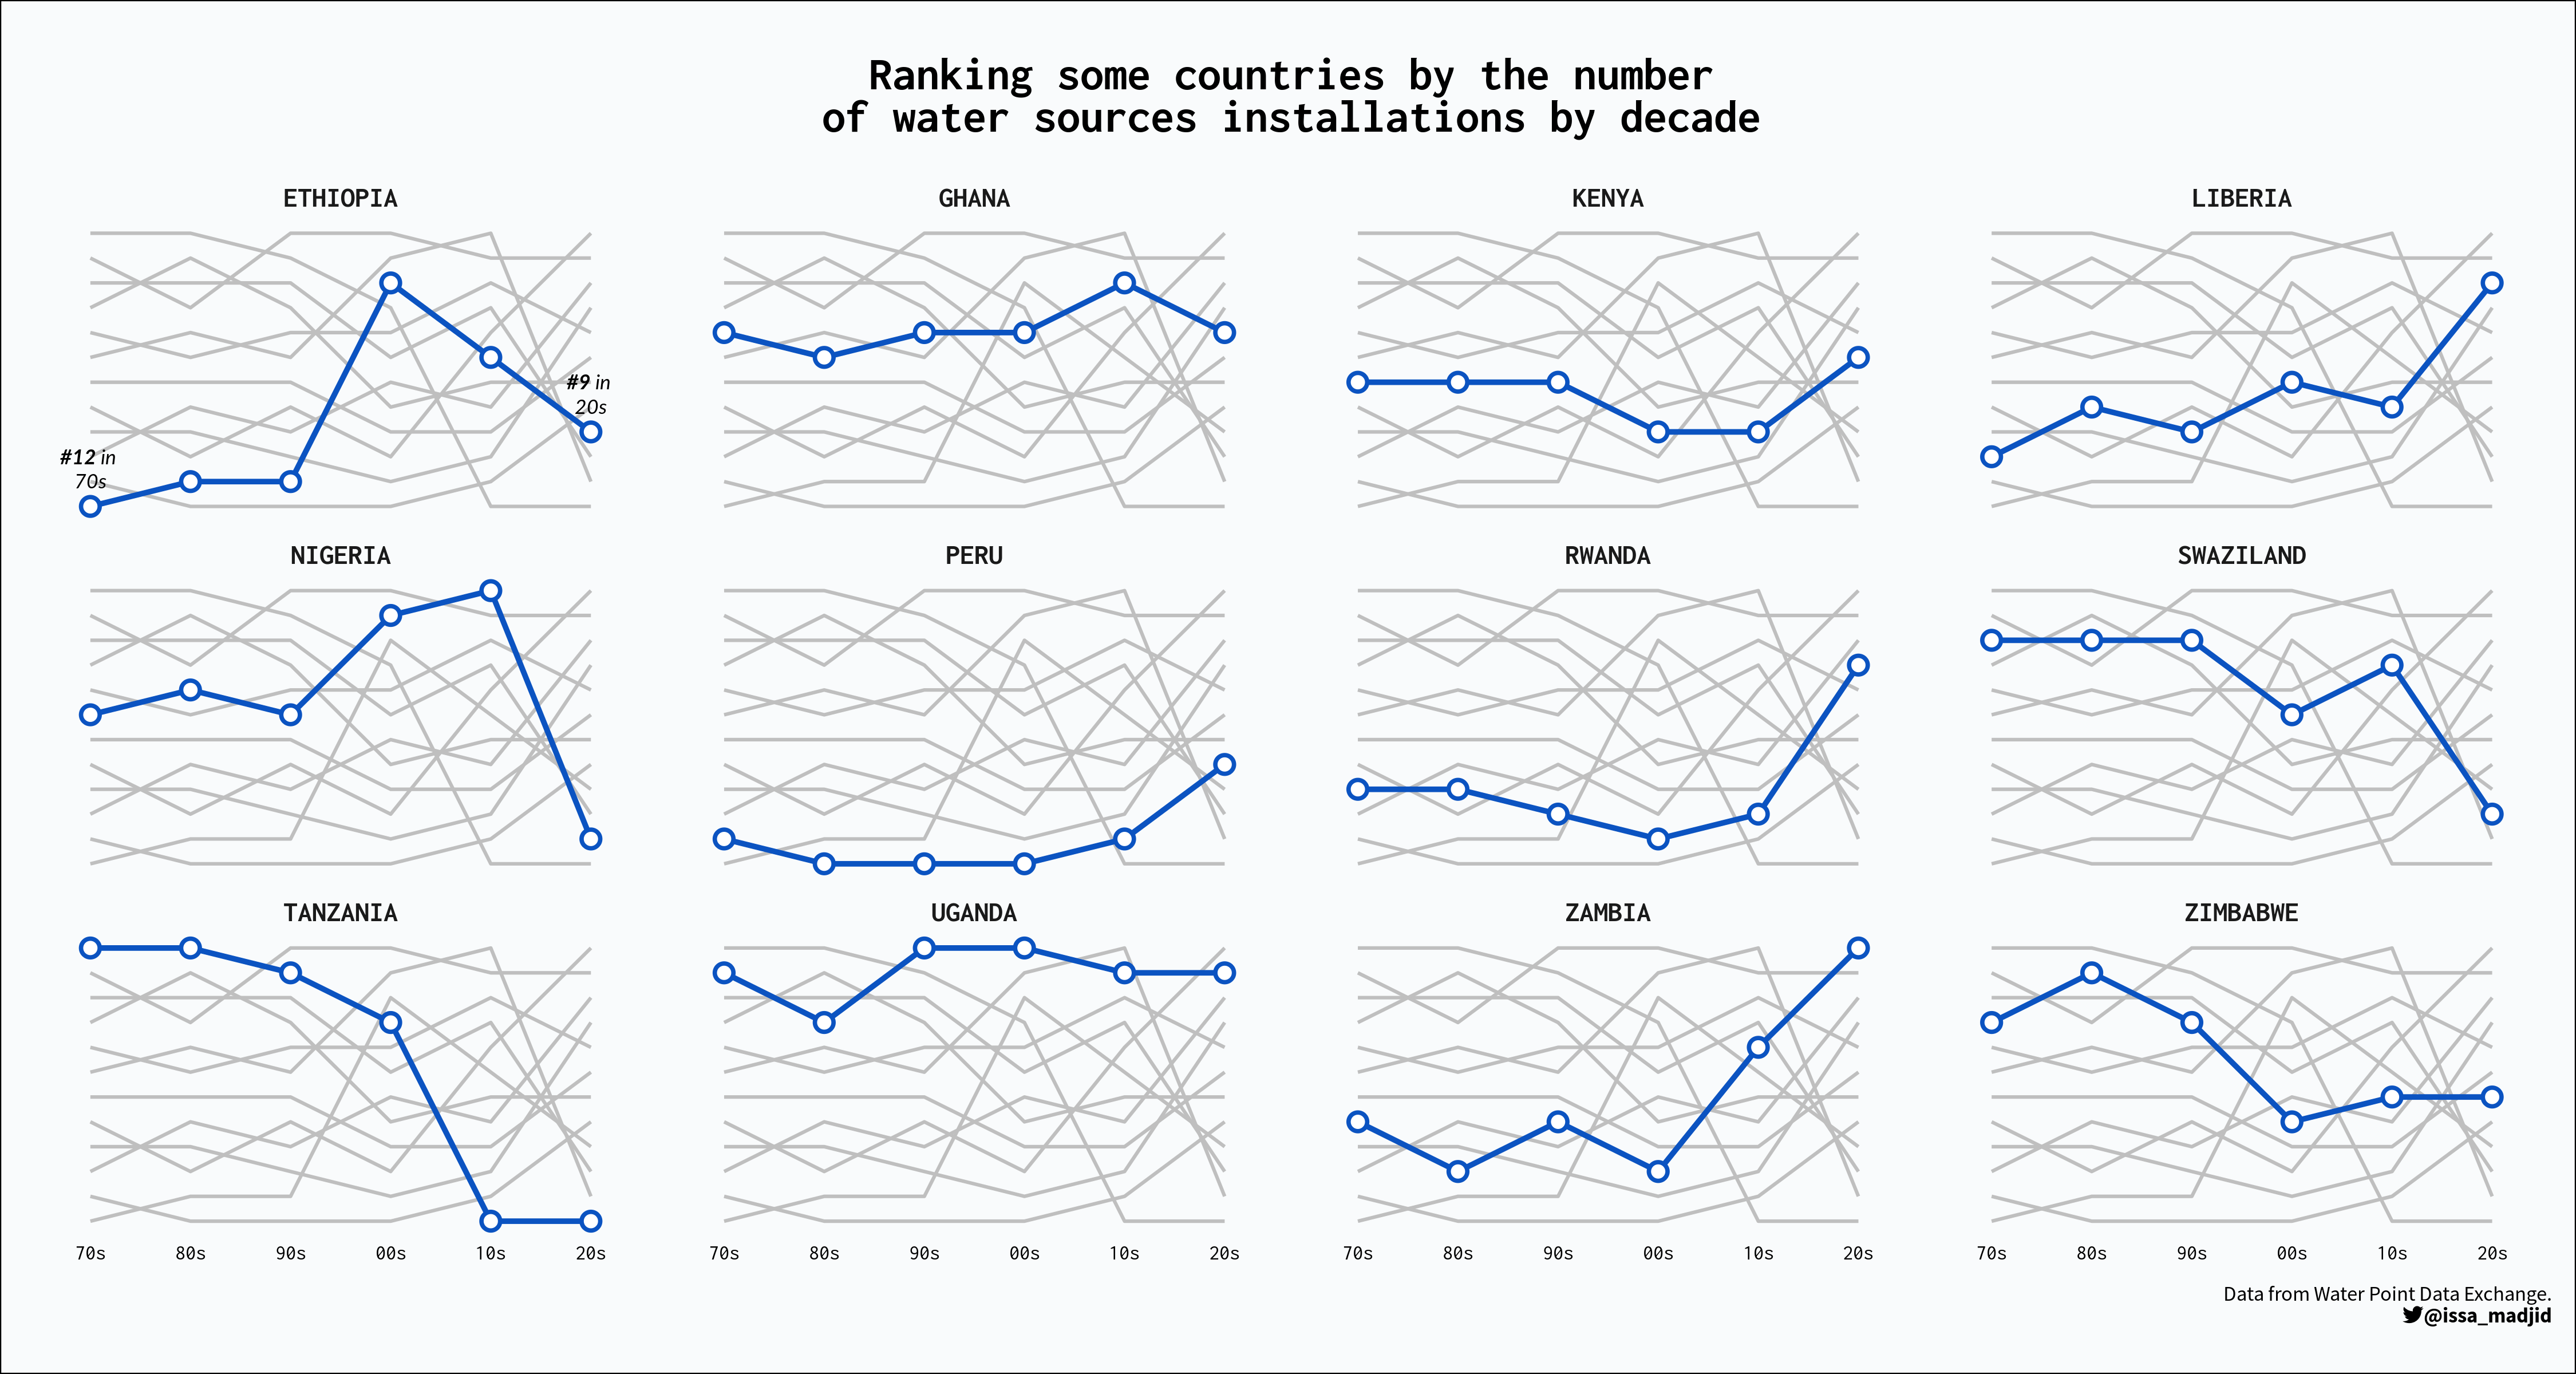 Ranking some countries by the number
of water sources installations by decade
ETHIOPIA
GHANA
KENYA
LIBERIA
#9 in
20s
#12 in
70s
NIGERIA
PERU
RWANDA
SWAZILAND
TANZANIA
UGANDA
ZAMBIA
ZIMBABWE
70s 80s 90s 00s 10s 20s
70s 80s 90s 00s 10s 20s
70s 80s 90s 00s 10s 20s
70s 80s 90s 00s 10s 20s
Data from Water Point Data Exchange.
@issa_madjid